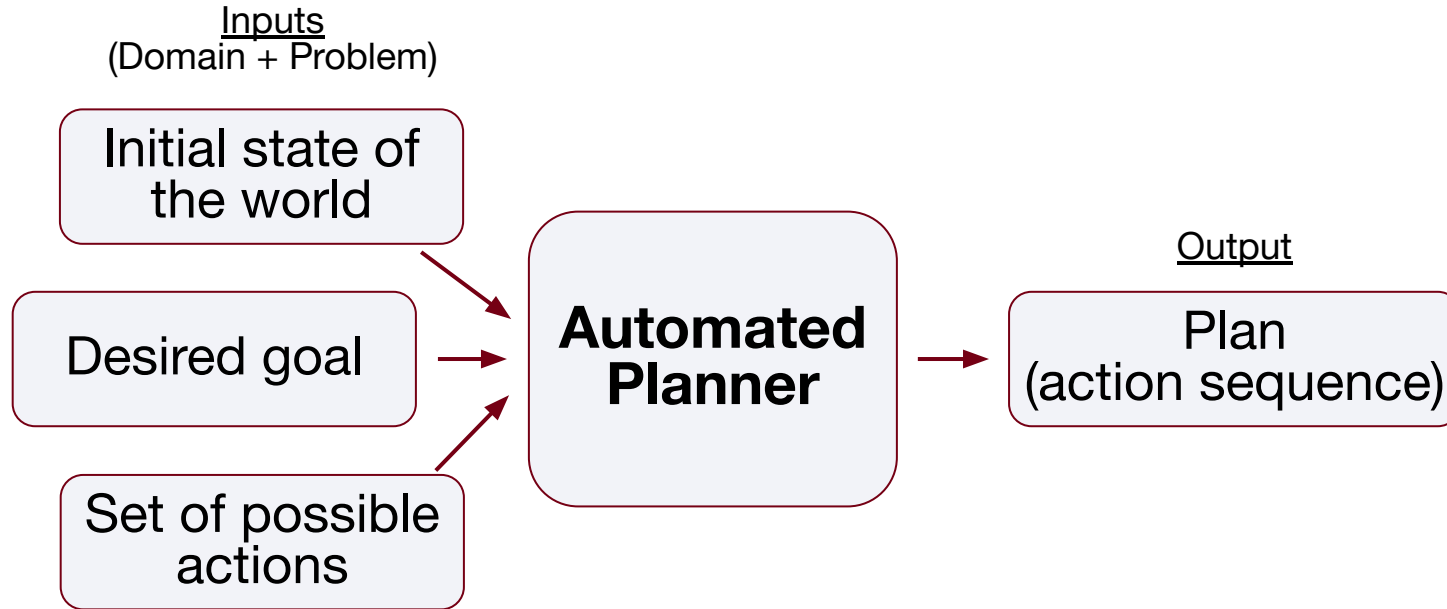 Inputs
(Domain + Problem)
Initial state of
the world
Desired goal
Set of possible
actions
Automated
Planner
Output
Plan
(action sequence)